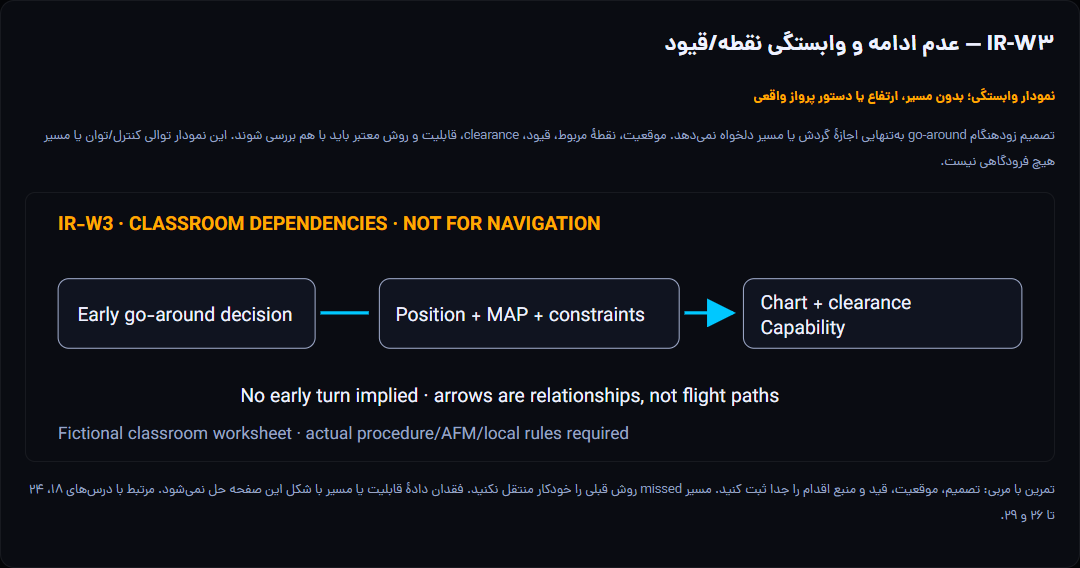 IR-W۳ — عدم ادامه و وابستگی نقطه/قیود
نمودار وابستگی؛ بدون مسیر، ارتفاع یا دستور پرواز واقعی
تصمیم زودهنگام go-around به‌تنهایی اجازهٔ گردش یا مسیر دلخواه نمی‌دهد. موقعیت، نقطهٔ مربوط، قیود، clearance، قابلیت و روش معتبر باید با هم بررسی شوند. این نمودار توالی کنترل/توان یا مسیر
هیچ فرودگاهی نیست.
IR-W3 · CLASSROOM DEPENDENCIES · NOT FOR NAVIGATION
Early go-around decision
Position + MAP + constraints
Chart + clearance
Capability
No early turn implied · arrows are relationships, not flight paths
Fictional classroom worksheet · actual procedure/AFM/local rules required
تمرین با مربی: تصمیم، موقعیت، قید و منبع اقدام را جدا ثبت کنید. مسیر missed روش قبلی را خودکار منتقل نکنید. فقدان دادهٔ قابلیت یا مسیر با شکل این صفحه حل نمی‌شود. مرتبط با درس‌های ۱۸، ۲۴
تا ۲۶ و ۲۹.